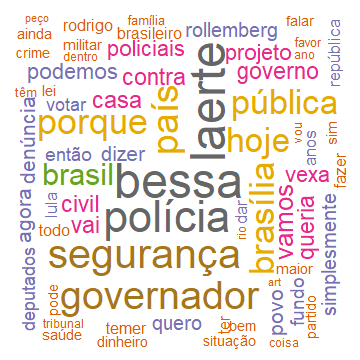 peço
família
falar
ainda
rodrigo
brasileiro
rollemberg
favor
crime
militar
dentro
policiais
projeto
ano
república
podemos
contra
governo
têm
lei
votar
casa
país
laerte
pública
porque
hoje
vou
sim
denúncia
então
dizer
anos
brasil
bessa
brasília
vexa
fazer
agora
lula
civil
polícia
dar
vamos
queria
simplesmente
todo
vai
rio
deputados
segurança
maior
pode
governador
povo
fundo
partido
art
tribunal
temer
quero
ter
bem
saúde
dinheiro
situação
coisa